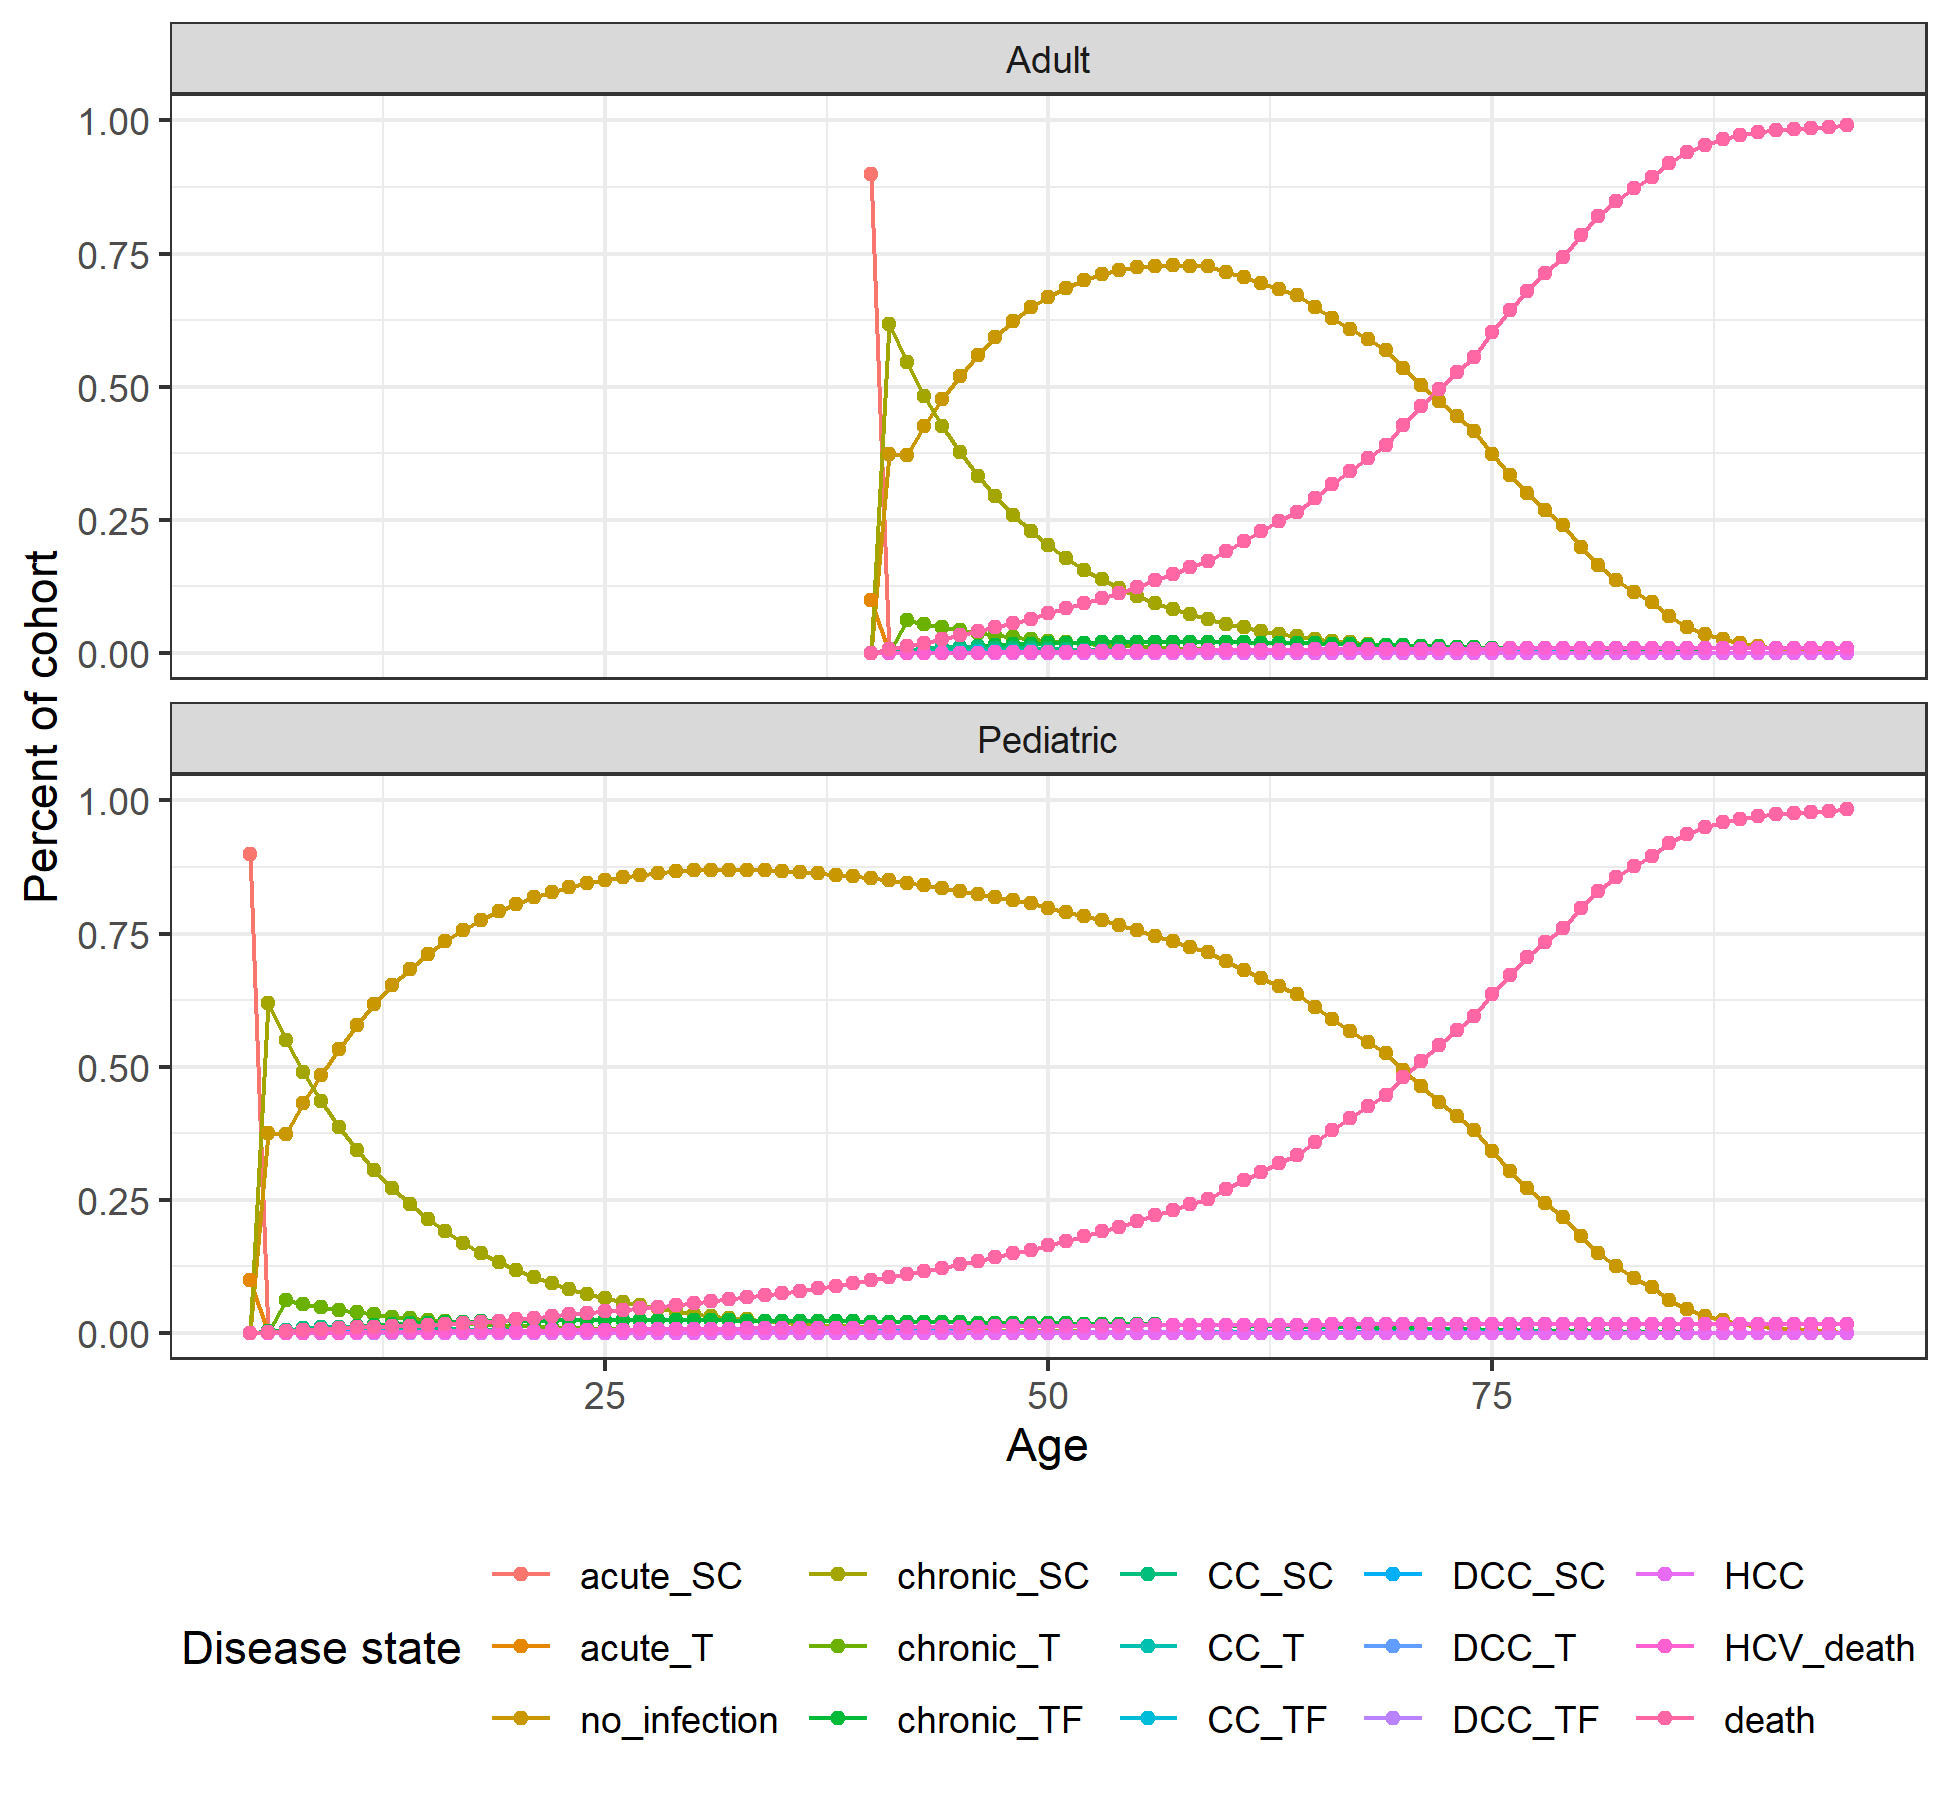 Adult
1.00
0.75
0.50
0.25
0.00
Percent of cohort
Pediatric
1.00
0.75
0.50
0.25
0.00
25 50 75
Age
Disease state
acute_SC chronic_SC CC_SC DCC_SC HCC
acute_T chronic_T CC_T DCC_T HCV_death
no_infection chronic_TF CC_TF DCC_TF death